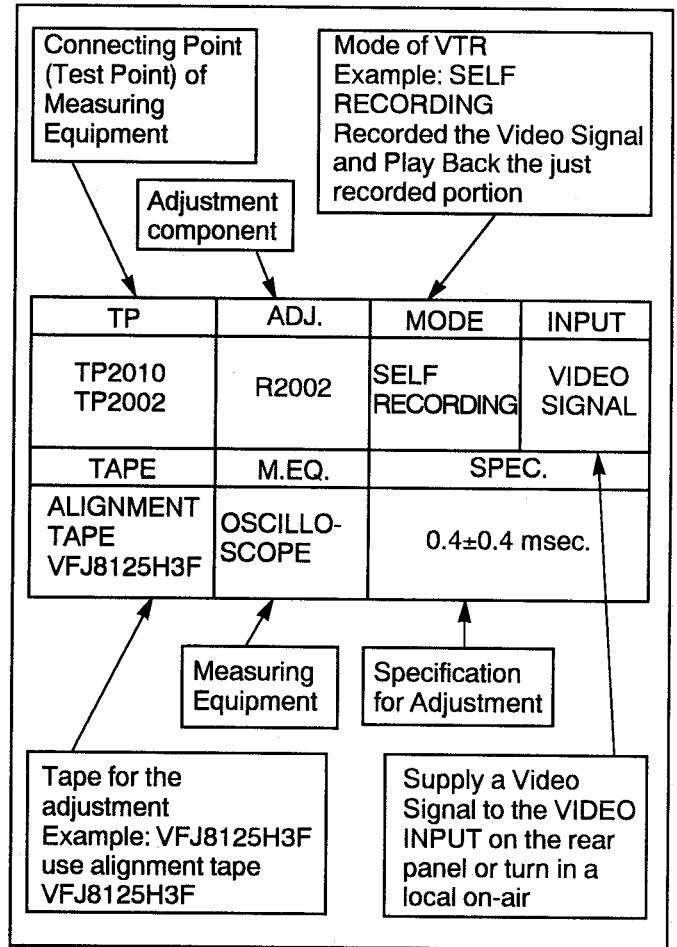 Connecting Point
(Test Point) of
Measuring
Equipment
Mode of VTR
Example: SELF
RECORDING
Recorded the Video Signal
and Play Back the just
recorded portion
Adjustment
component
TP ADJ. MODE INPUT
TP2010
TP2002
R2002
SELF
RECORDING
VIDEO
SIGNAL
TAPE M.EQ. SPEC.
ALIGNMENT
TAPE
VFJ8125H3F
OSCILLO-
SCOPE
0.4±0.4 msec.
Measuring
Equipment
Specification
for Adjustment
Tape for the
adjustment
Example: VFJ8125H3F
use alignment tape
VFJ8125H3F
Supply a Video
Signal to the VIDEO
INPUT on the rear
panel or turn in a
local on-air